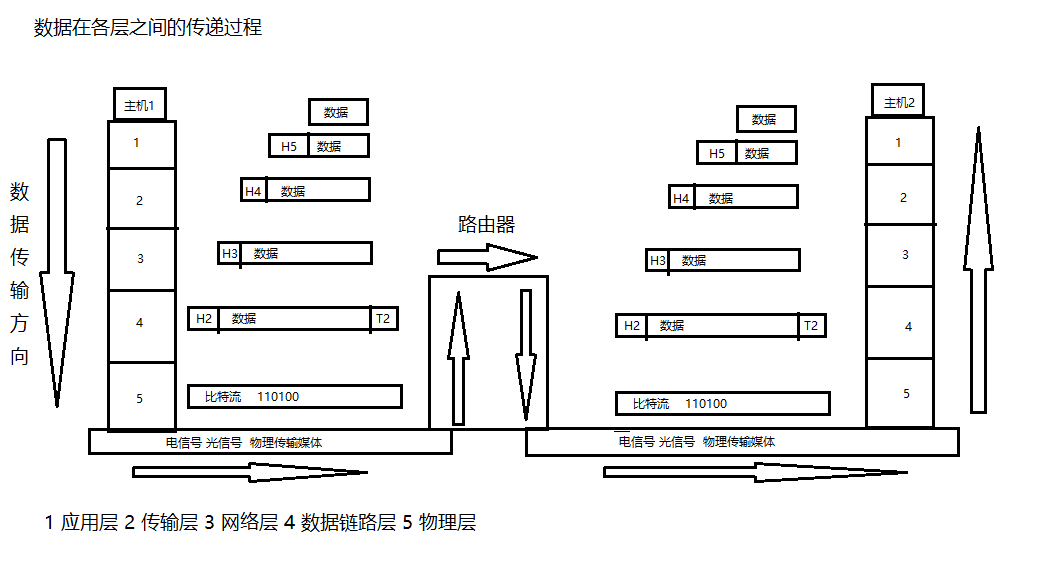 数据在各层之间的传递过程
主机1
1
2
3
4
5
数据传输方向
数据
H5 数据
H4 数据
H3 数据
H2 数据 T2
比特流 110100
电信号 光信号 物理传输媒体
路由器
数据
H5 数据
H4 数据
H3 数据
H2 数据 T2
比特流 110100
电信号 光信号 物理传输媒体
主机2
1
2
3
4
5
1 应用层 2 传输层 3 网络层 4 数据链路层 5 物理层